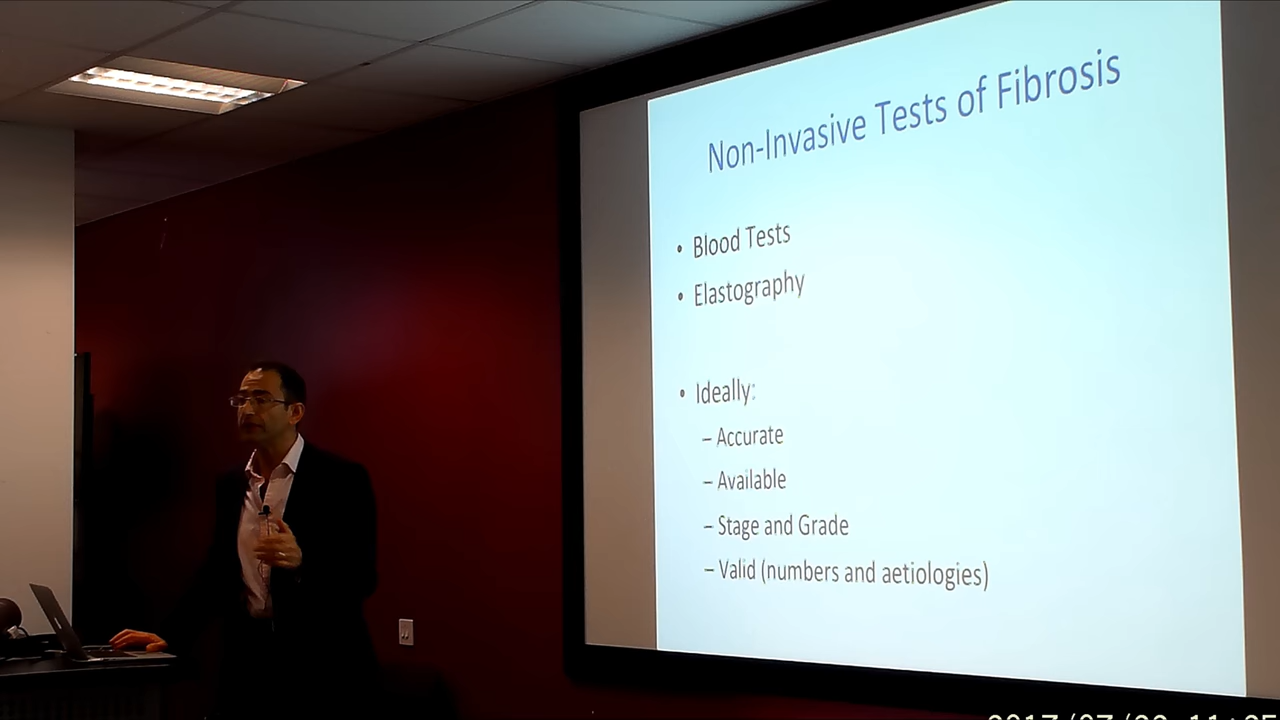 Non-Invasive Tests of Fibrosis
• Blood Tests
• Elastography
• Ideally:
– Accurate
– Available
– Stage and Grade
– Valid (numbers and aetiologies)